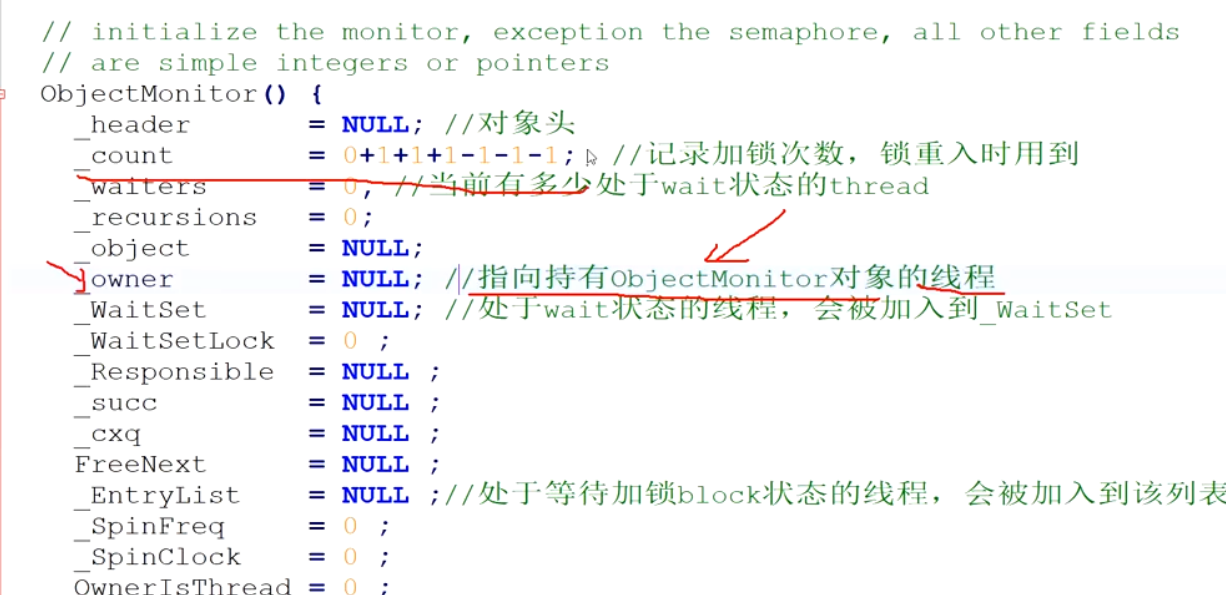 // initialize the monitor, exception the semaphore, all other fields
// are simple integers or pointers
ObjectMonitor() {
_header = NULL; //对象头
_count = 0+1+1+1-1-1-1; //记录加锁次数，锁重入时用到
_waiters = 0, //当前有多少处于wait状态的thread
_recursions = 0;
_object = NULL;
_owner = NULL; //指向持有ObjectMonitor对象的线程
_WaitSet = NULL; //处于wait状态的线程，会被加入到_WaitSet
_WaitSetLock = 0 ;
_Responsible = NULL ;
_succ = NULL ;
_cxq = NULL ;
FreeNext = NULL ;
_EntryList = NULL ;//处于等待加锁block状态的线程，会被加入到该列表
_SpinFreq = 0 ;
_SpinClock = 0 ;
OwnerIsThread = 0 ;